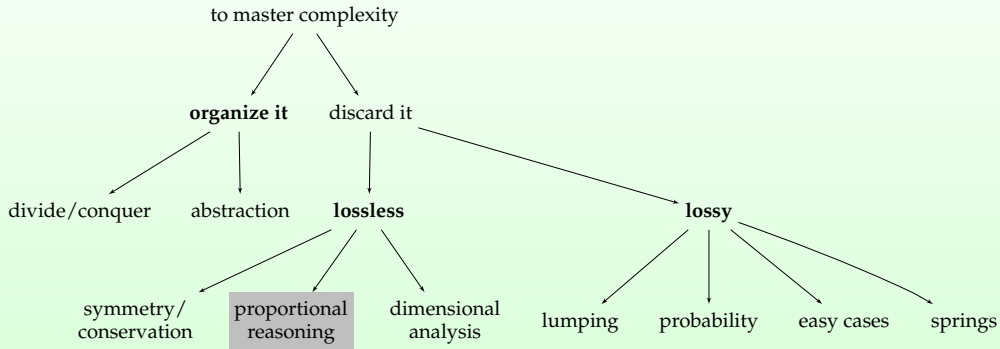 to master complexity
organize it
discard it
divide/conquer
abstraction
lossless
lossy
symmetry/
conservation
proportional
reasoning
dimensional
analysis
lumping
probability
easy cases
springs